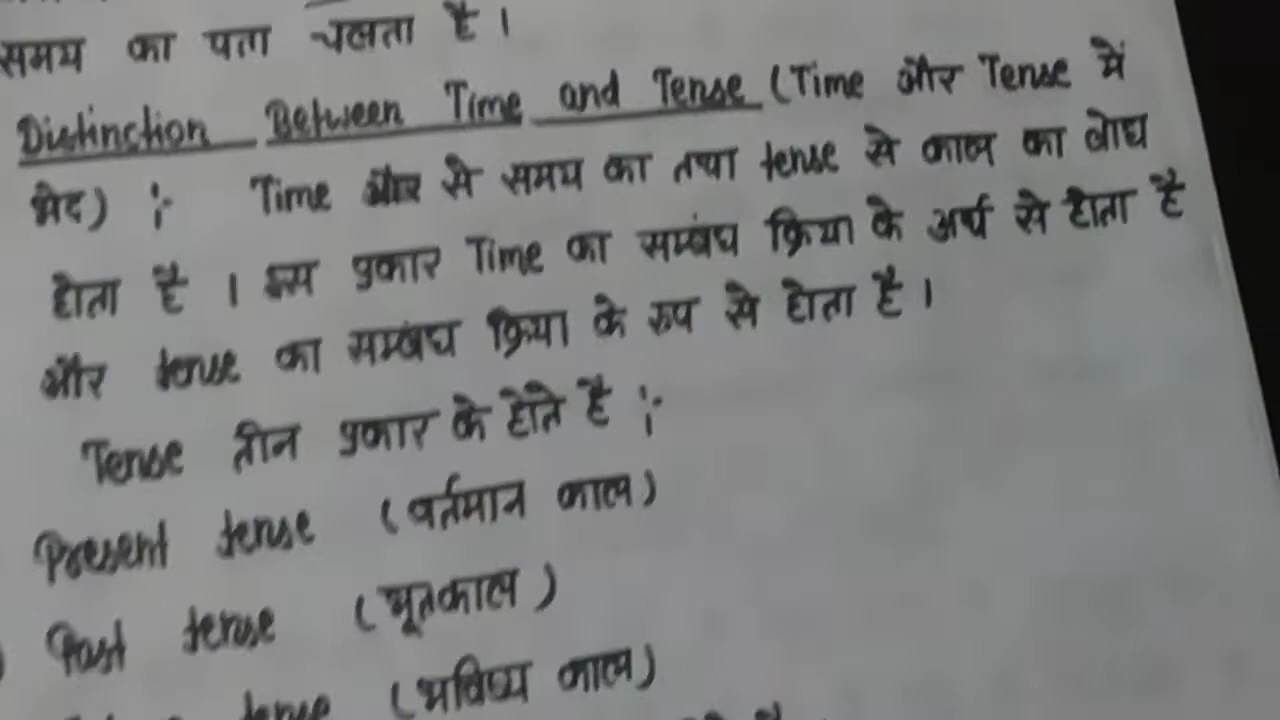 समय का पता चलता है ।
Distinction Between Time and Tense (Time और Tense में
भेद) :- Time से समय का तथा tense से काल का बोध
होता है । इस प्रकार Time का सम्बंध क्रिया के अर्थ से होता है
और tense का सम्बंध क्रिया के रुप से होता है ।
Tense तीन प्रकार के होते है :-
Present tense (वर्तमान काल)
Past tense (भूतकाल)
tense (भविष्य काल)